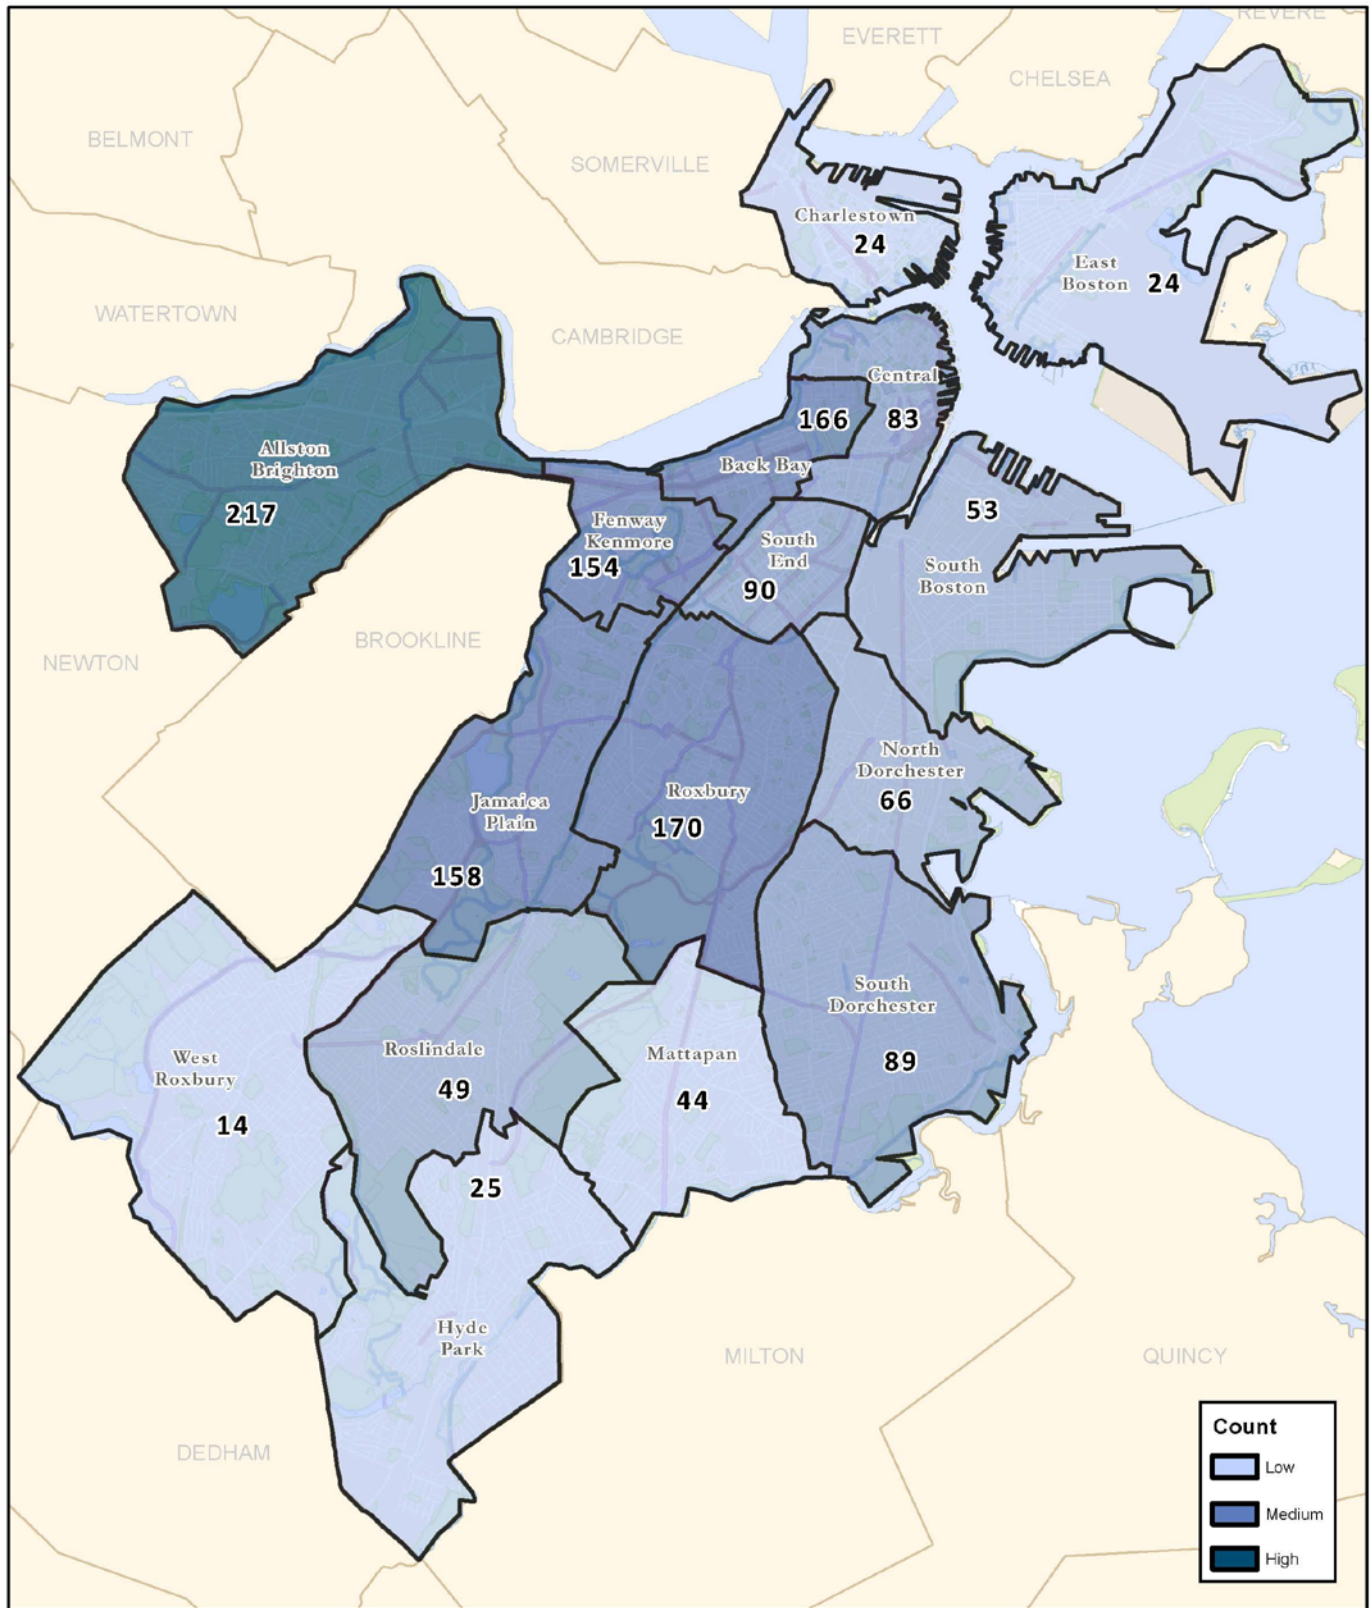 REVERE
EVERETT
CHELSEA
BELMONT
SOMERVILLE
Charlestown
24
East
Boston
24
WATERTOWN
CAMBRIDGE
Central
166
83
Allston
Brighton
217
Back Bay
Fenway
Kenmore
154
South
End
90
53
South
Boston
BROOKLINE
NEWTON
North
Dorchester
66
Jamaica
Plain
158
Roxbury
170
South
Dorchester
89
West
Roxbury
14
Roslindale
49
Mattapan
44
25
Hyde
Park
MILTON
QUINCY
DEDHAM
Count
Low
Medium
High